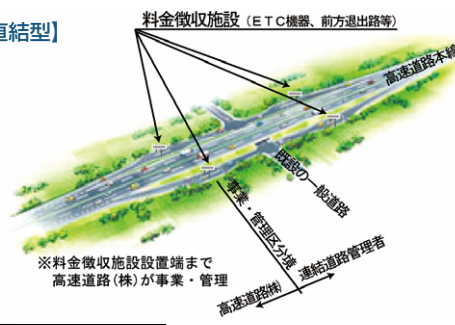 直結型】
料金徴収施設（ＥＴＣ機器、前方退出路等）
高速道路本線
既設の一般道路
事業・管理区分境
※料金徴収施設設置端まで
高速道路(株)が事業・管理
高速道路㈱
連結道路管理者